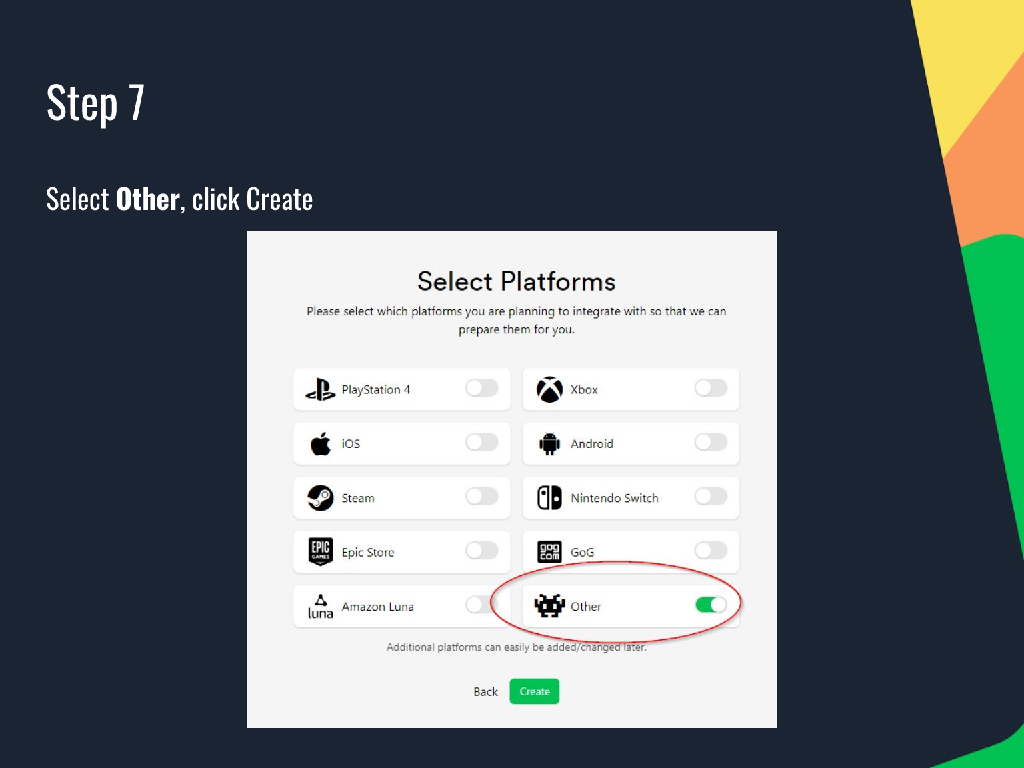 Step 7
Select Other, click Create
Select Platforms
Please select which platforms you are planning to integrate with so that we can
prepare them for you.
PlayStation 4
Xbox
iOS
Android
Steam
Nintendo Switch
EPIC
GAMES
Epic Store
gog
com
GoG
luna
Amazon Luna
Other
Additional platforms can easily be added/changed later.
Back
Create